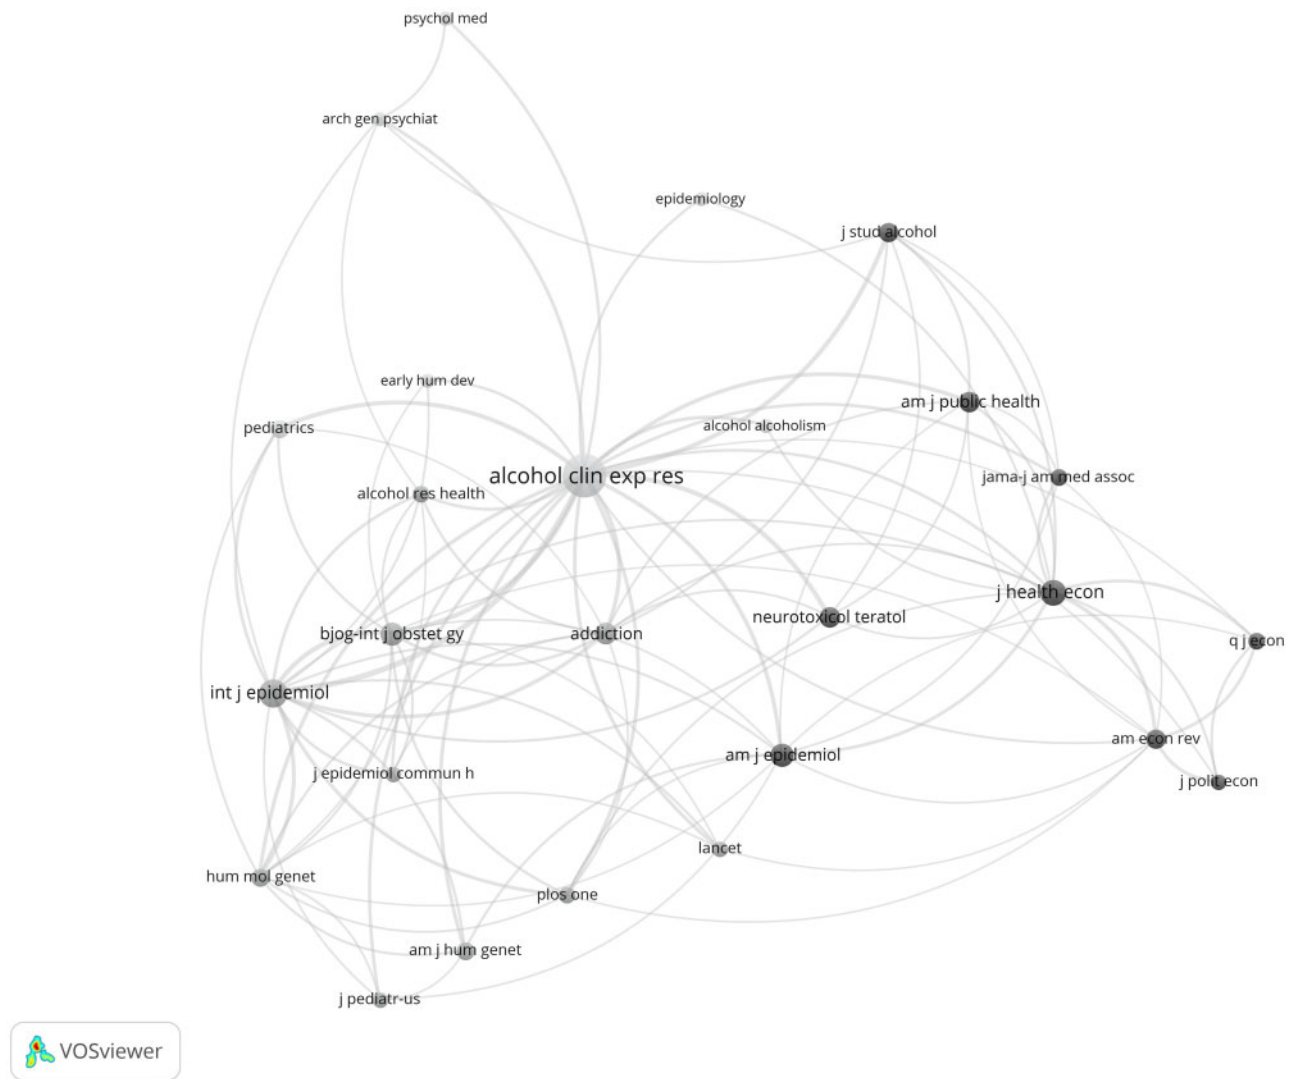 psychol med
arch gen psychiat
epidemiology
j stud alcohol
early hum dev
am j public health
pediatrics
alcohol alcoholism
alcohol clin exp res
jama-j am med assoc
alcohol res health
j health econ
neurotoxicol teratol
bjog-int j obstet gy
addiction
q j econ
int j epidemiol
am econ rev
am j epidemiol
j epidemiol commun h
j polit econ
lancet
hum mol genet
plos one
am j hum genet
j pediatr-us
VOSviewer